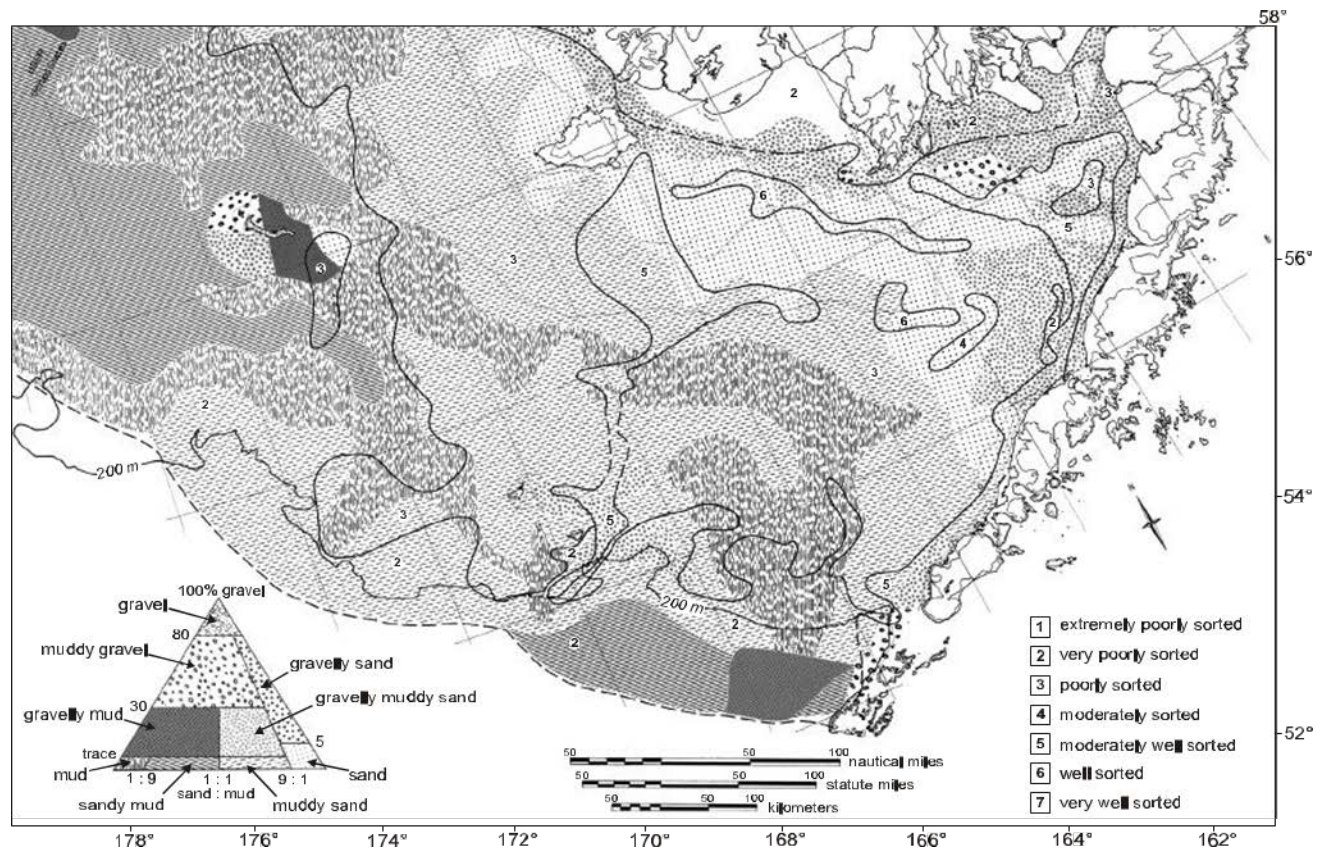 58°
2
3
2
3
6
5
3
5
56°
3
6
2
4
3
2
200 m
54°
3
5
2
2
5
200 m
2
2
100% gravel
gravel
80
muddy gravel
gravelly sand
gravelly muddy sand
30
gravelly mud
5
trace
mud
1 : 9
1 : 1
9 : 1
sand
sandy mud
sand : mud
muddy sand
50
50
100
nautical miles
50
50
100
statute miles
50
50
100
kilometers
1 extremely poorly sorted
2 very poorly sorted
3 poorly sorted
4 moderately sorted
5 moderately well sorted
6 well sorted
7 very well sorted
52°
178°
176°
174°
172°
170°
168°
166°
164°
162°